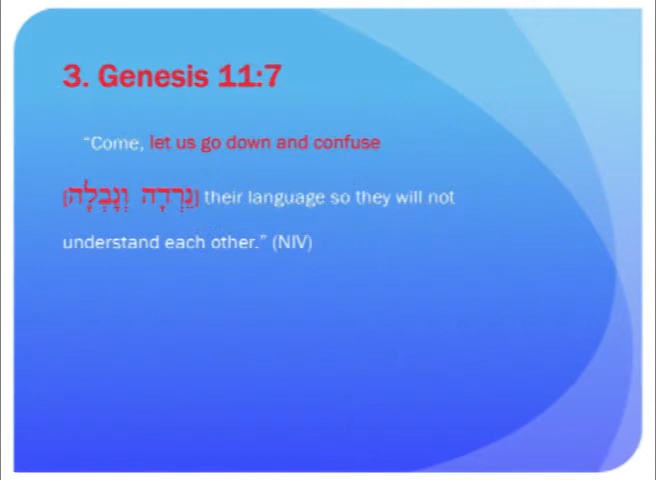 3. Genesis 11:7
"Come, let us go down and confuse
(נֵרְדָה וְנָבְלָה) their language so they will not
understand each other." (NIV)